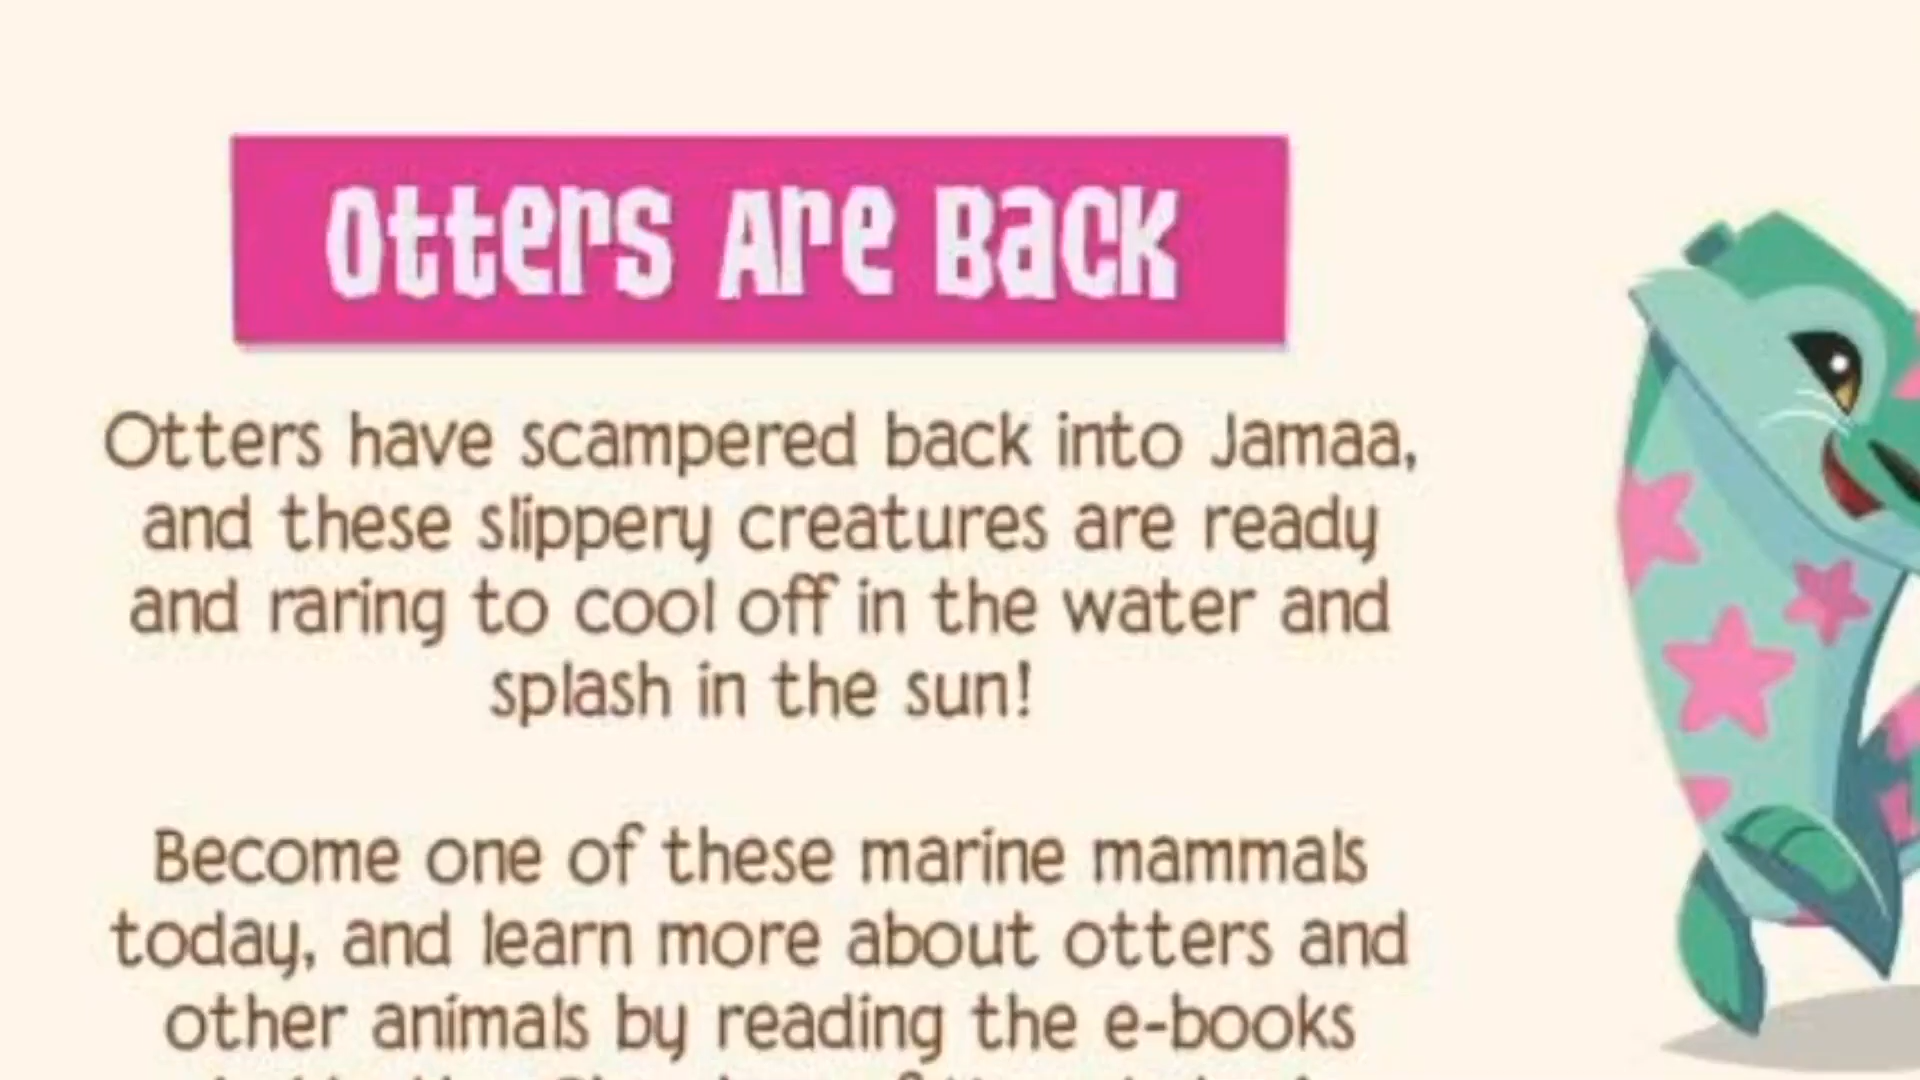 Otters Are Back
Otters have scampered back into Jamaa,
and these slippery creatures are ready
and raring to cool off in the water and
splash in the sun!
Become one of these marine mammals
today, and learn more about otters and
other animals by reading the e-books